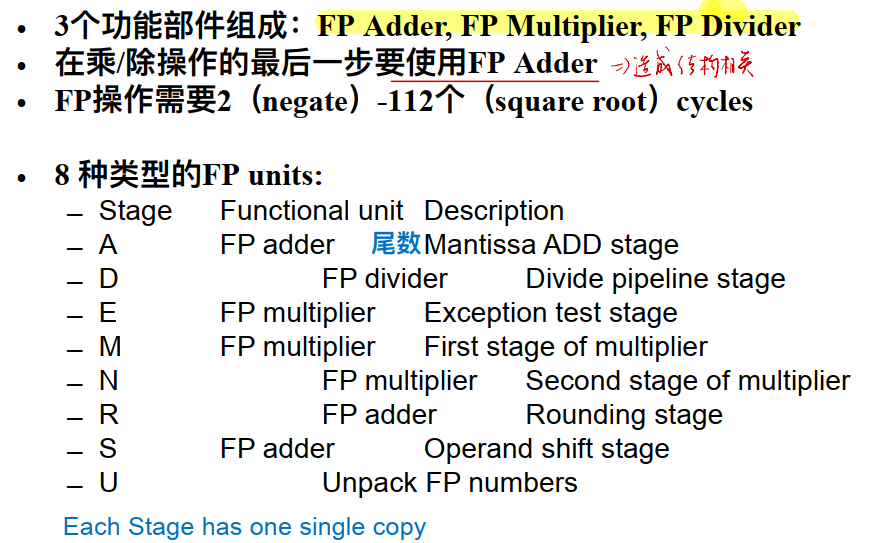 • 3个功能部件组成：FP Adder, FP Multiplier, FP Divider
• 在乘/除操作的最后一步要使用FP Adder ⇒造成结构相关
• FP操作需要2（negate）-112个（square root）cycles
• 8 种类型的FP units:
– Stage Functional unit Description
– A FP adder 尾数 Mantissa ADD stage
– D FP divider Divide pipeline stage
– E FP multiplier Exception test stage
– M FP multiplier First stage of multiplier
– N FP multiplier Second stage of multiplier
– R FP adder Rounding stage
– S FP adder Operand shift stage
– U Unpack FP numbers
Each Stage has one single copy